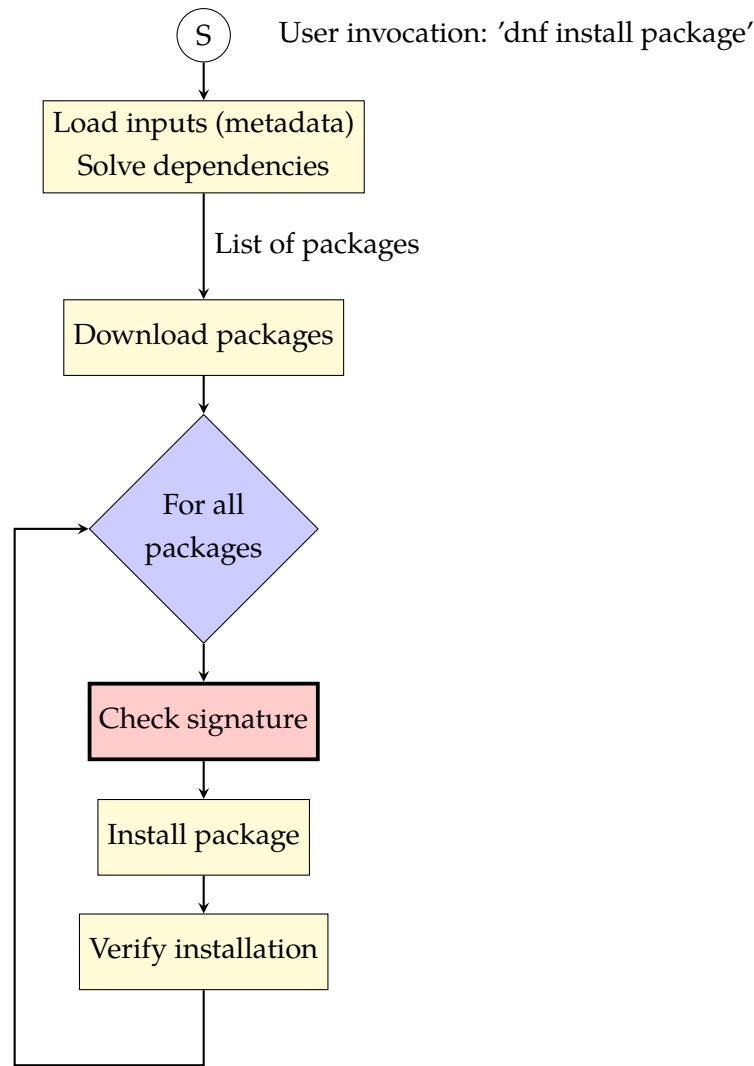 S
User invocation: ’dnf install package’
Load inputs (metadata)
Solve dependencies
List of packages
Download packages
For all
packages
Check signature
Install package
Verify installation